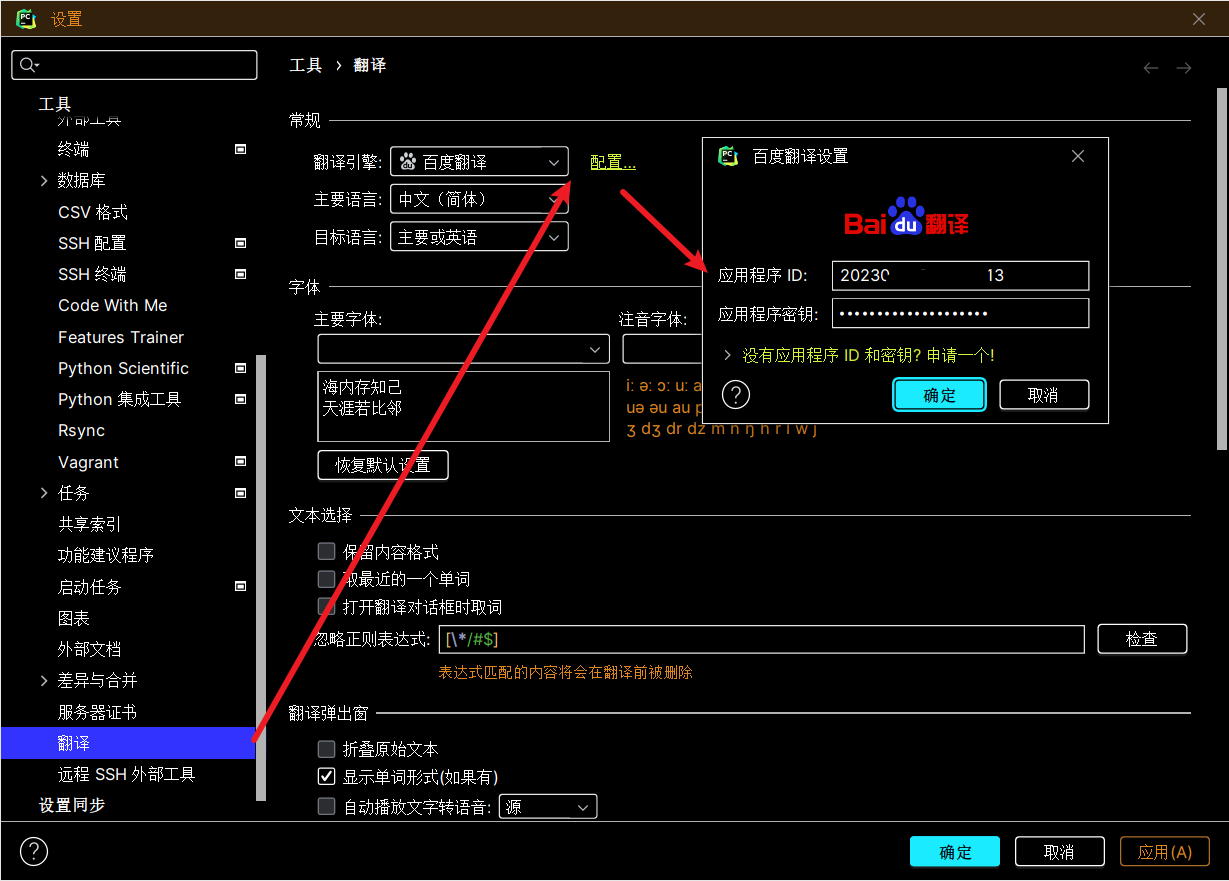 设置
工具 › 翻译
工具
外部工具
终端
数据库
CSV 格式
SSH 配置
SSH 终端
Code With Me
Features Trainer
Python Scientific
Python 集成工具
Rsync
Vagrant
任务
共享索引
功能建议程序
启动任务
图表
外部文档
差异与合并
服务器证书
翻译
远程 SSH 外部工具
设置同步
常规
翻译引擎: 百度翻译 配置...
主要语言: 中文（简体）
目标语言: 主要或英语
字体
主要字体: 注音字体:
海内存知己
天涯若比邻
iː əː ɔː uː
uə əu au
ʒ dʒ dr dz m n ŋ h r l w j
恢复默认设置
文本选择
保留内容格式
取最近的一个单词
打开翻译对话框时取词
忽略正则表达式: [\*/#$] 检查
表达式匹配的内容将会在翻译前被删除
翻译弹出窗
折叠原始文本
显示单词形式(如果有)
自动播放文字转语音: 源
百度翻译设置
Bai du 翻译
应用程序 ID: 20230 13
应用程序密钥: ••••••••••••••••••••
没有应用程序 ID 和密钥? 申请一个!
? 确定 取消
? 确定 取消 应用(A)